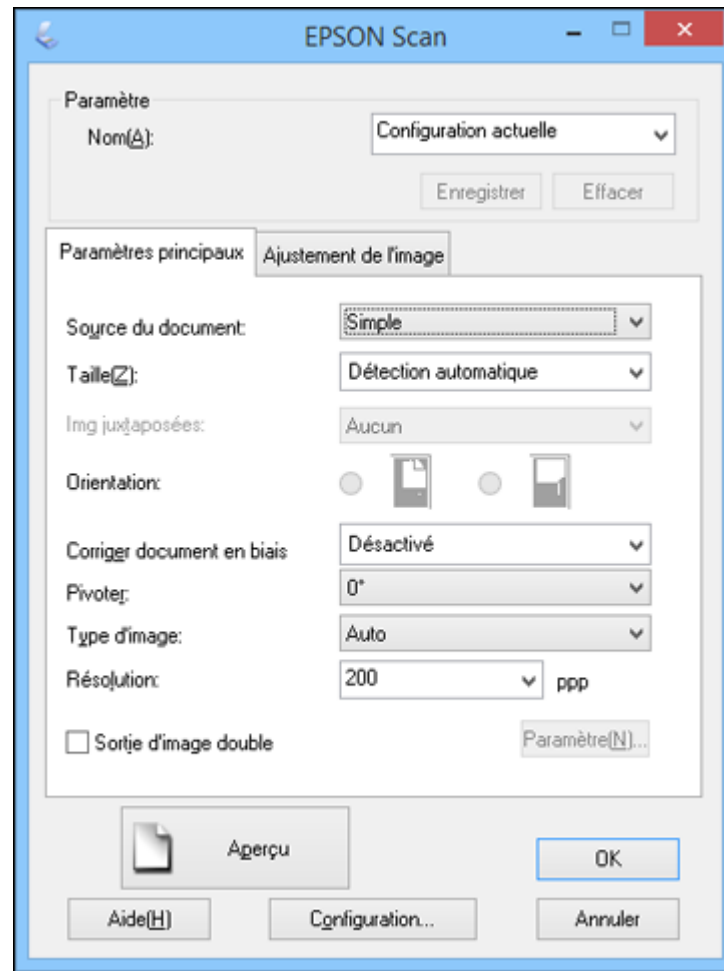 EPSON Scan
Paramètre
Nom(A): Configuration actuelle
Enregistrer Effacer
Paramètres principaux Ajustement de l'image
Source du document: Simple
Taille(Z): Détection automatique
Img juxtaposées: Aucun
Orientation:
Corriger document en biais Désactivé
Pivoter: 0°
Type d'image: Auto
Résolution: 200 ppp
Sortie d'image double Paramètre(N)...
Aperçu OK
Aide(H) Configuration... Annuler